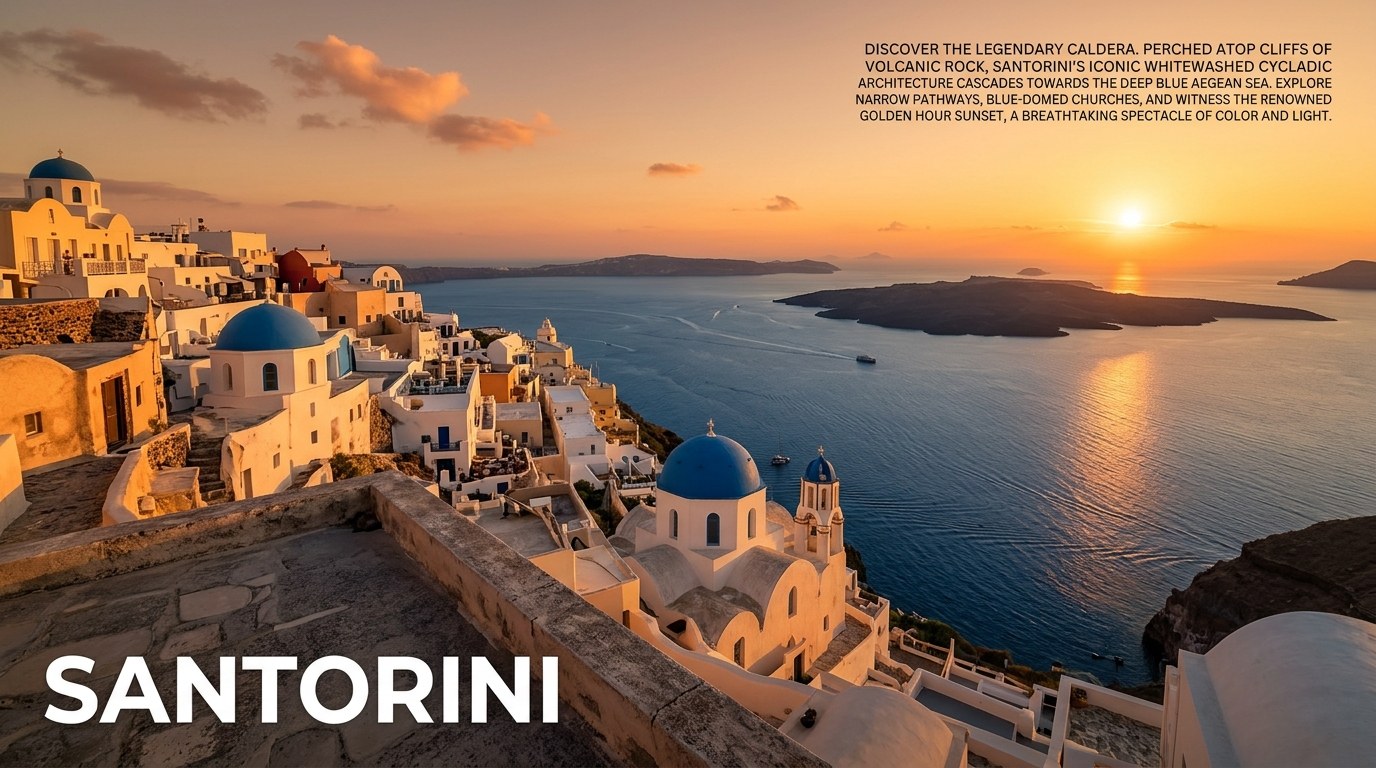 DISCOVER THE LEGENDARY CALDERA. PERCHED ATOP CLIFFS OF
VOLCANIC ROCK, SANTORINI'S ICONIC WHITEWASHED CYCLADIC
ARCHITECTURE CASCADES TOWARDS THE DEEP BLUE AEGEAN SEA. EXPLORE
NARROW PATHWAYS, BLUE-DOMED CHURCHES, AND WITNESS THE RENOWNED
GOLDEN HOUR SUNSET, A BREATHTAKING SPECTACLE OF COLOR AND LIGHT.
SANTORINI